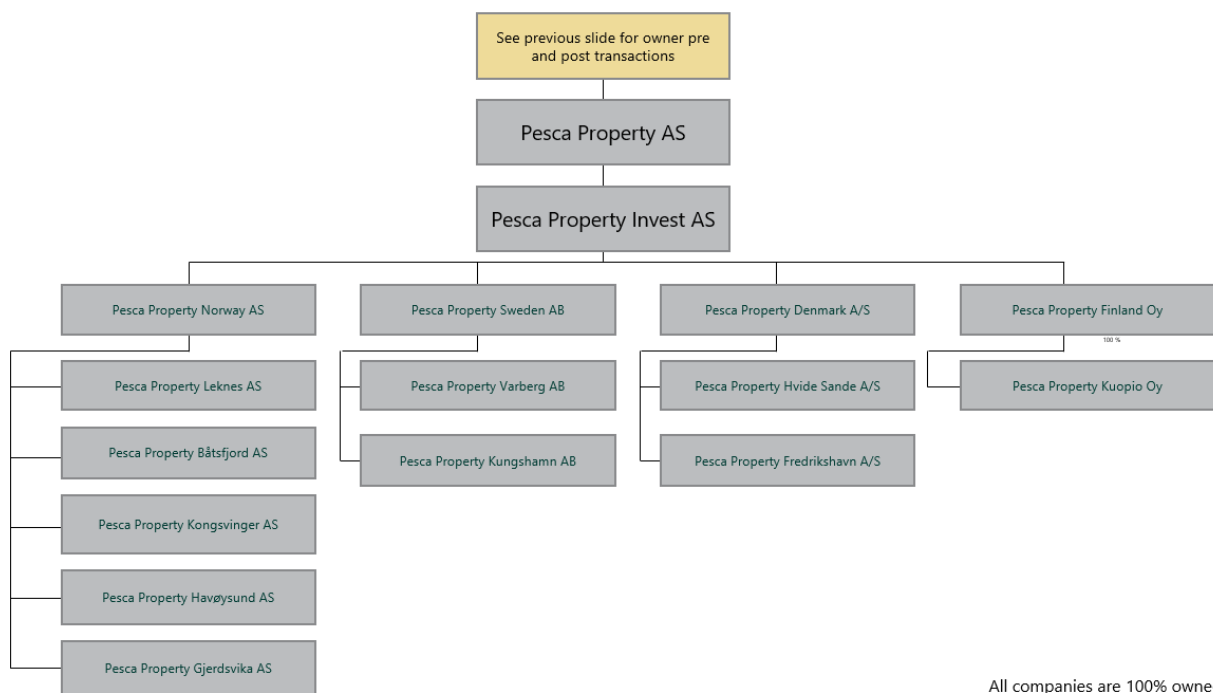 See previous slide for owner pre
and post transactions
Pesca Property AS
Pesca Property Invest AS
Pesca Property Norway AS
Pesca Property Sweden AB
Pesca Property Denmark A/S
Pesca Property Finland Oy
100 %
Pesca Property Leknes AS
Pesca Property Varberg AB
Pesca Property Hvide Sande A/S
Pesca Property Kuopio Oy
Pesca Property Båtsfjord AS
Pesca Property Kungshamn AB
Pesca Property Fredrikshavn A/S
Pesca Property Kongsvinger AS
Pesca Property Havøysund AS
Pesca Property Gjerdsvika AS
All companies are 100% owne